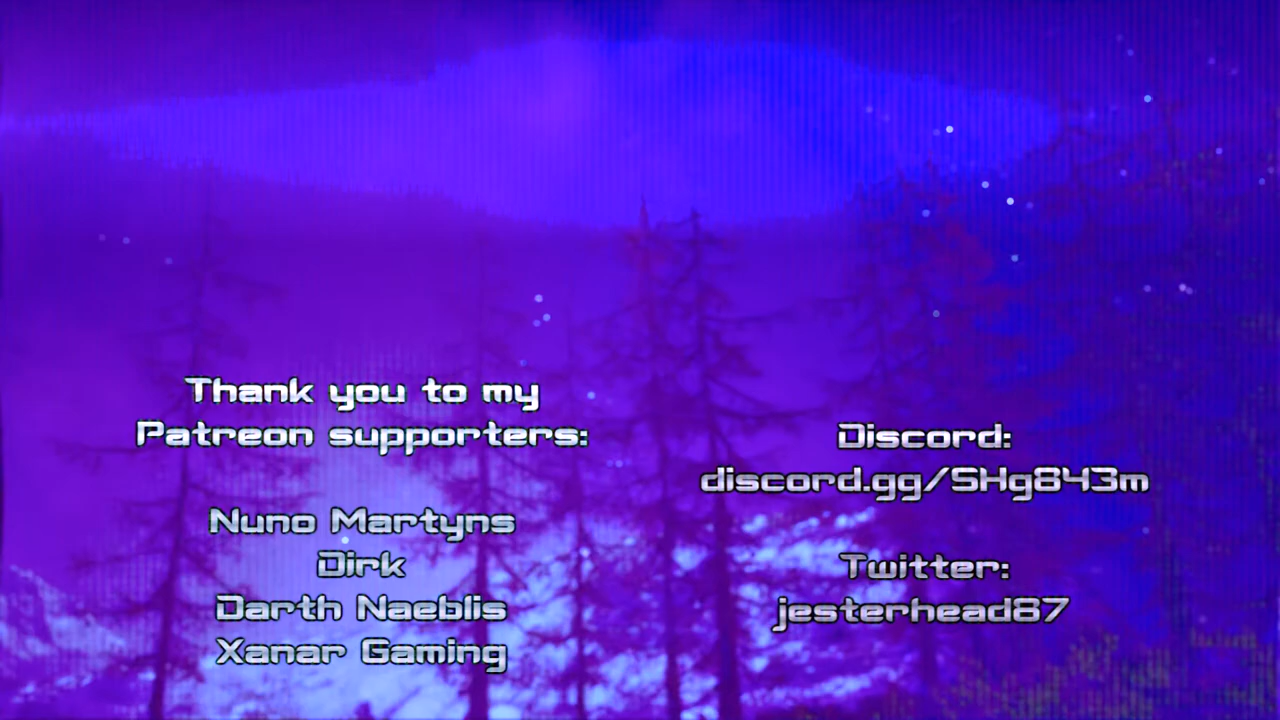 Thank you to my
Patreon supporters:
Nuno Martyns
Dirk
Darth Naeblis
Xanar Gaming
Discord:
discord.gg/SHg843m
Twitter:
jesterhead87